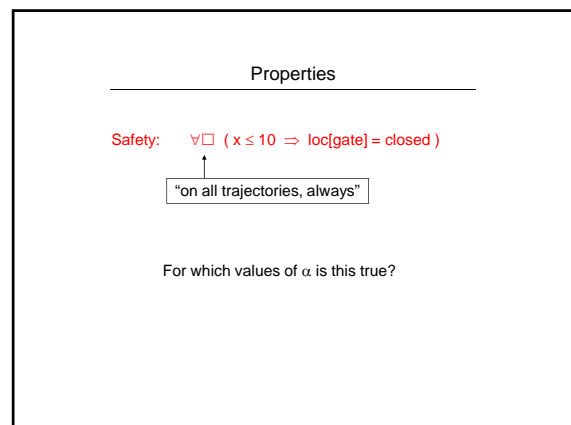 Properties
Safety: ∀□ ( x ≤ 10 ⇒ loc[gate] = closed )
“on all trajectories, always”
For which values of α is this true?